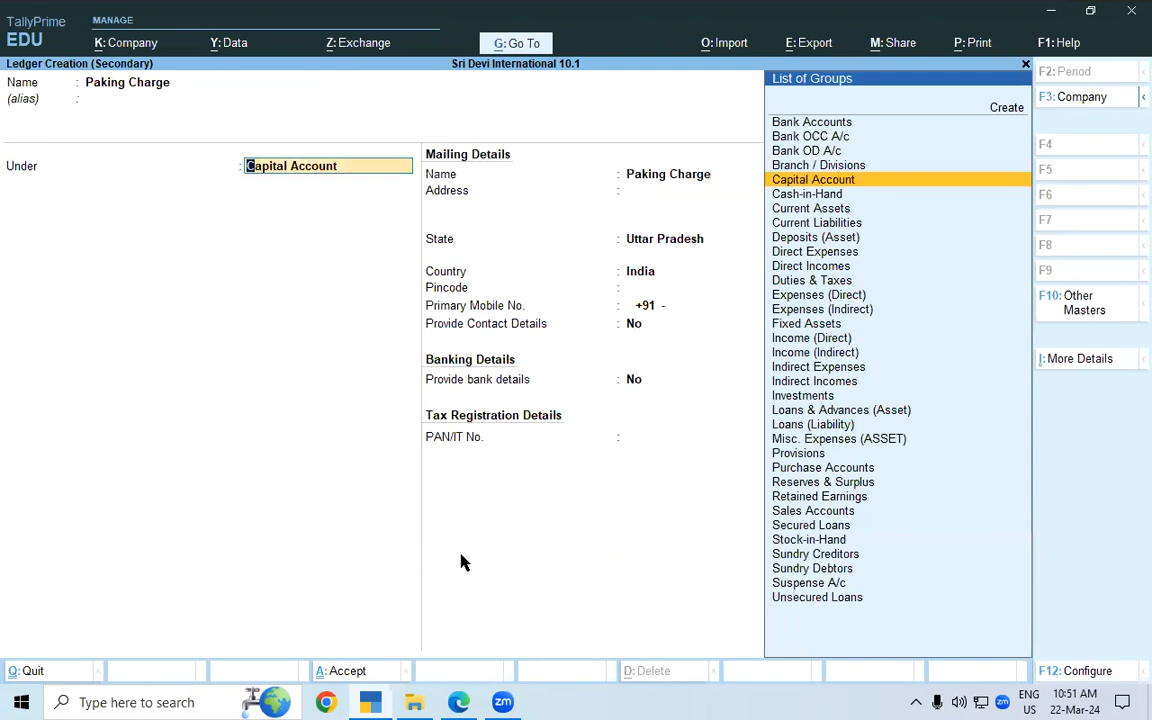 TallyPrime
EDU
MANAGE
K: Company
Y: Data
Z: Exchange
G: Go To
O: Import
E: Export
M: Share
P: Print
F1: Help
Ledger Creation (Secondary)
Sri Devi International 10.1
Name : Paking Charge
(alias) :
Under : Capital Account
Mailing Details
Name : Paking Charge
Address :
State : Uttar Pradesh
Country : India
Pincode :
Primary Mobile No. : +91 -
Provide Contact Details : No
Banking Details
Provide bank details : No
Tax Registration Details
PAN/IT No. :
List of Groups
Create
Bank Accounts
Bank OCC A/c
Bank OD A/c
Branch / Divisions
Capital Account
Cash-in-Hand
Current Assets
Current Liabilities
Deposits (Asset)
Direct Expenses
Direct Incomes
Duties & Taxes
Expenses (Direct)
Expenses (Indirect)
Fixed Assets
Income (Direct)
Income (Indirect)
Indirect Expenses
Indirect Incomes
Investments
Loans & Advances (Asset)
Loans (Liability)
Misc. Expenses (ASSET)
Provisions
Purchase Accounts
Reserves & Surplus
Retained Earnings
Sales Accounts
Secured Loans
Stock-in-Hand
Sundry Creditors
Sundry Debtors
Suspense A/c
Unsecured Loans
F2: Period
F3: Company
F4
F5
F6
F7
F8
F9
F10: Other
Masters
I: More Details
Q: Quit
A: Accept
D: Delete
F12: Configure
Type here to search
zm
zm
ENG
US
10:51 AM
22-Mar-24